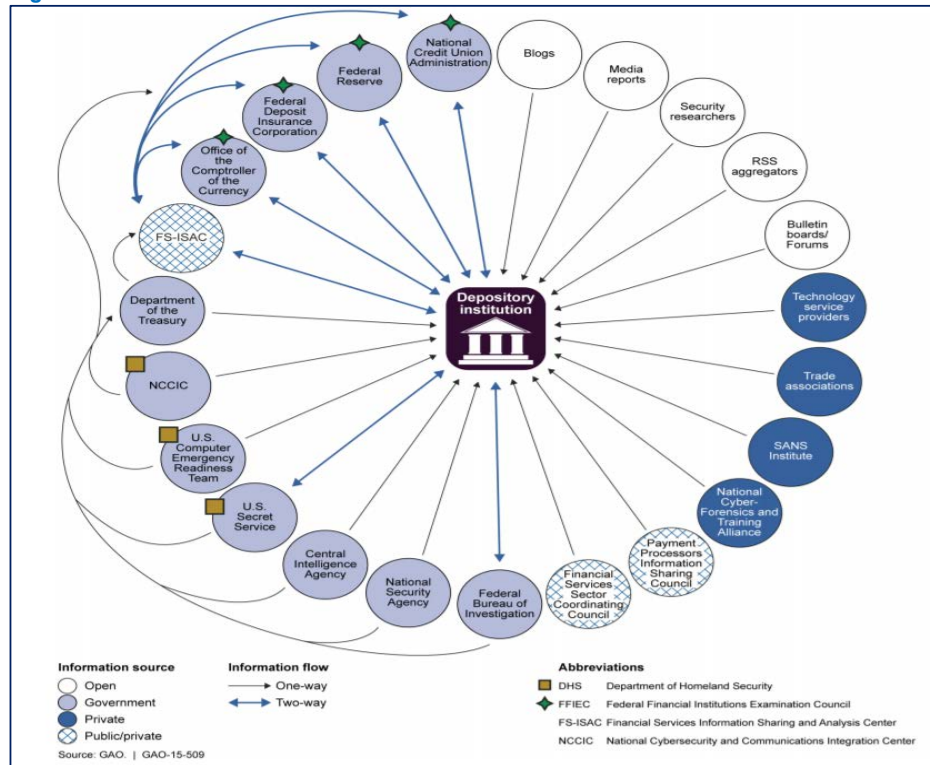 National
Credit Union
Administration
Blogs
Federal
Reserve
Media
reports
Federal
Deposit
Insurance
Corporation
Security
researchers
Office of
the
Comptroller
of the
Currency
RSS
aggregators
FS-ISAC
Bulletin
boards/
Forums
Depository
institution
Department
of the
Treasury
Technology
service
providers
NCCIC
Trade
associations
U.S.
Computer
Emergency
Readiness
Team
SANS
Institute
U.S.
Secret
Service
National
Cyber-
Forensics and
Training
Alliance
Central
Intelligence
Agency
Payment
Processors
Information
Sharing
Council
National
Security
Agency
Federal
Bureau of
Investigation
Financial
Services
Sector
Coordinating
Council
Information source
Open
Government
Private
Public/private
Information flow
One-way
Two-way
Abbreviations
DHS Department of Homeland Security
FFIEC Federal Financial Institutions Examination Council
FS-ISAC Financial Services Information Sharing and Analysis Center
NCCIC National Cybersecurity and Communications Integration Center
Source: GAO. | GAO-15-509